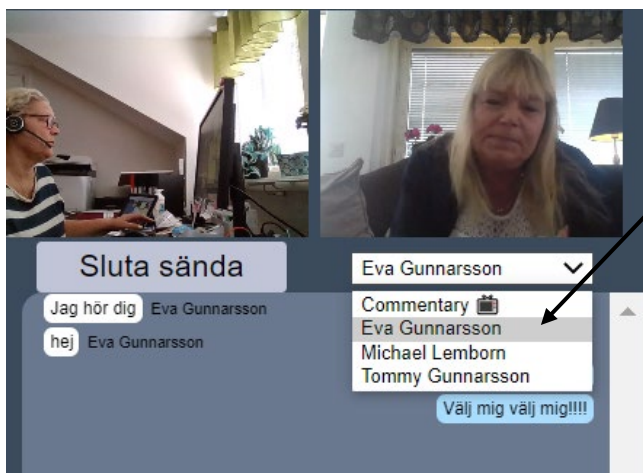 Sluta sända
Eva Gunnarsson
Commentary
Eva Gunnarsson
Michael Lemborn
Tommy Gunnarsson
Jag hör dig Eva Gunnarsson
hej Eva Gunnarsson
Välj mig välj mig!!!!